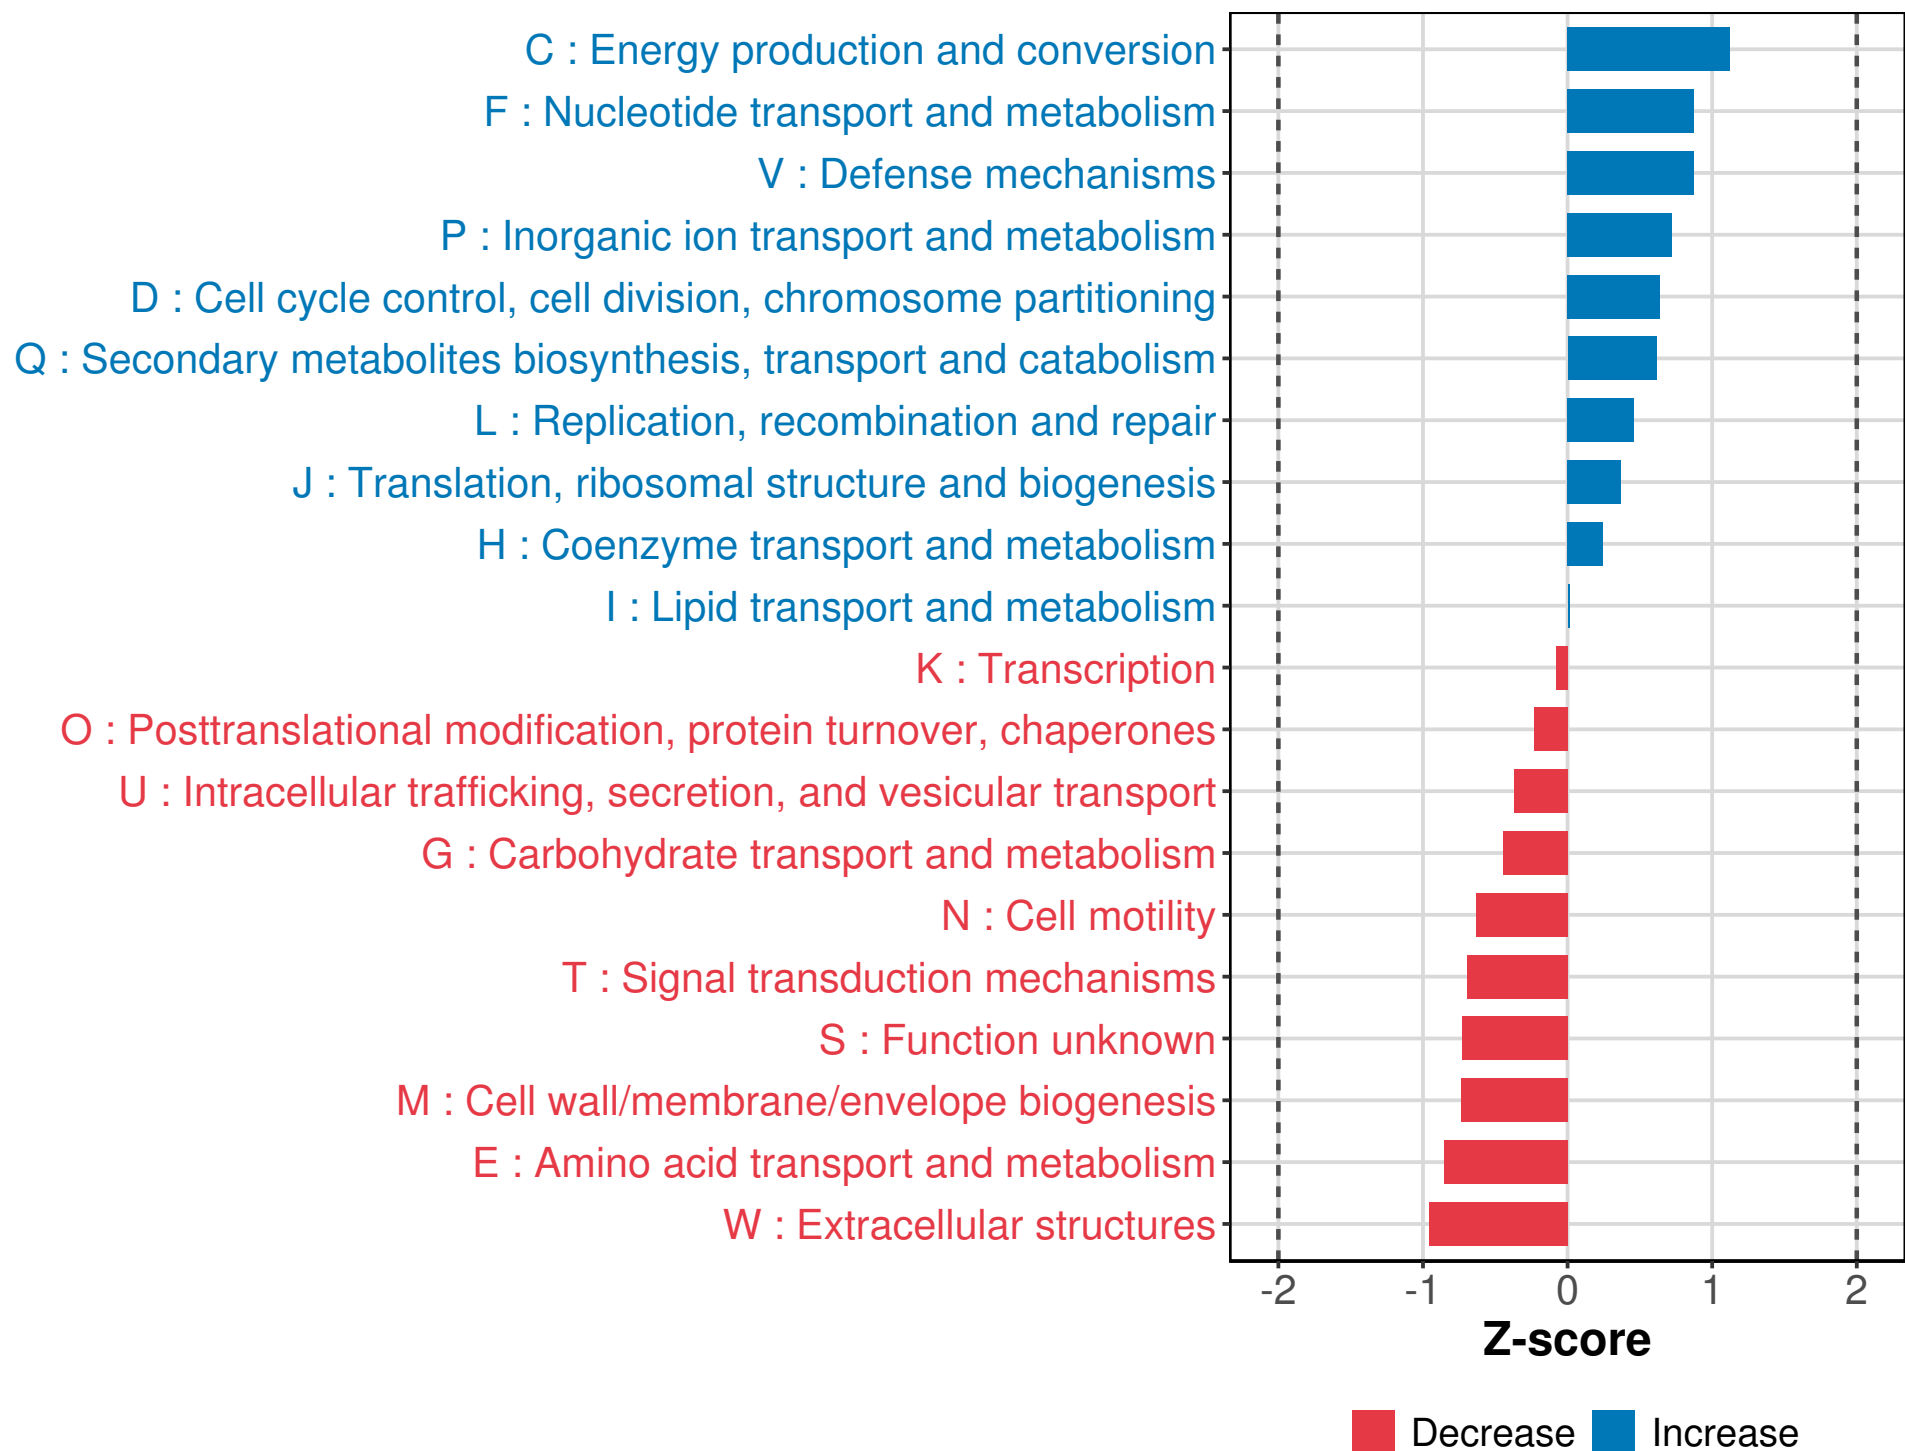 C : Energy production and conversion
F : Nucleotide transport and metabolism
V : Defense mechanisms
P : Inorganic ion transport and metabolism
D : Cell cycle control, cell division, chromosome partitioning
Q : Secondary metabolites biosynthesis, transport and catabolism
L : Replication, recombination and repair
J : Translation, ribosomal structure and biogenesis
H : Coenzyme transport and metabolism
I : Lipid transport and metabolism
K : Transcription
O : Posttranslational modification, protein turnover, chaperones
U : Intracellular trafficking, secretion, and vesicular transport
G : Carbohydrate transport and metabolism
N : Cell motility
T : Signal transduction mechanisms
S : Function unknown
M : Cell wall/membrane/envelope biogenesis
E : Amino acid transport and metabolism
W : Extracellular structures
-2 -1 0 1 2
Z-score
Decrease Increase